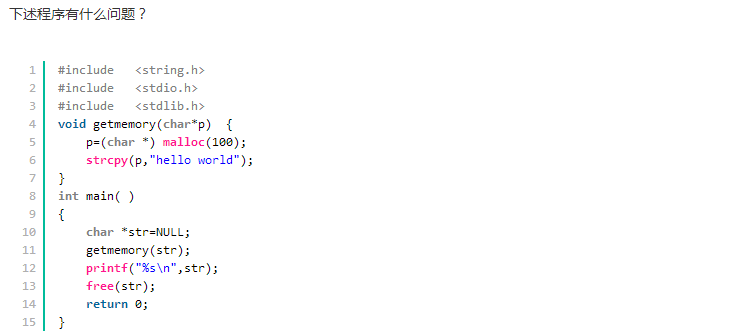 下述程序有什么问题？
1 #include   <string.h>
2 #include   <stdio.h>
3 #include   <stdlib.h>
4 void getmemory(char*p)  {
5     p=(char *) malloc(100);
6     strcpy(p,"hello world");
7 }
8 int main( )
9 {
10     char *str=NULL;
11     getmemory(str);
12     printf("%s\n",str);
13     free(str);
14     return 0;
15 }